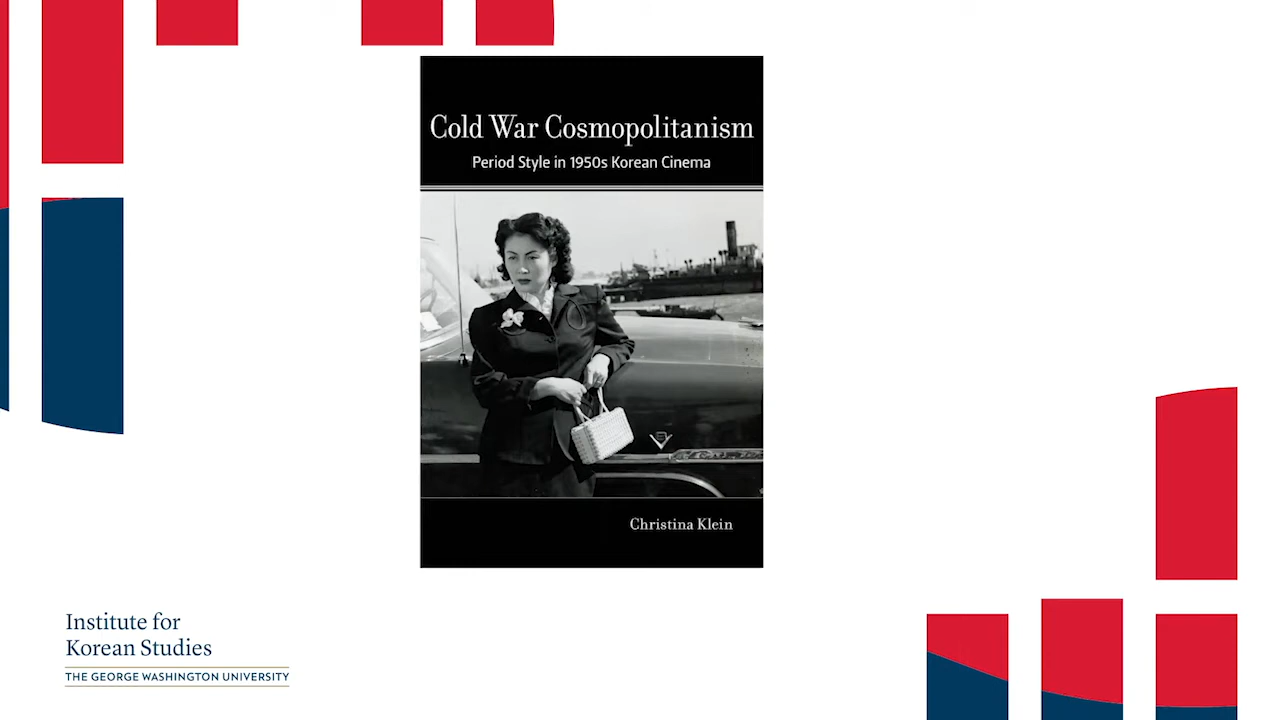 Cold War Cosmopolitanism
Period Style in 1950s Korean Cinema
Christina Klein
Institute for
Korean Studies
THE GEORGE WASHINGTON UNIVERSITY